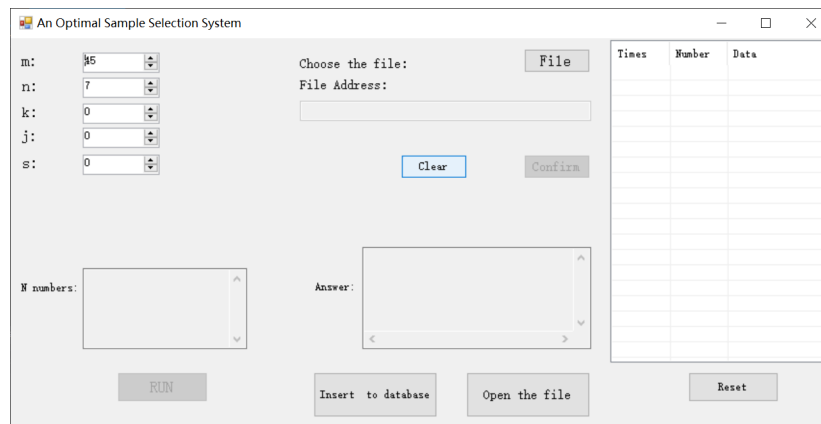 An Optimal Sample Selection System
m: 45
n: 7
k: 0
j: 0
s: 0
Choose the file: File
File Address:
Clear Confirm
N numbers:
Answer:
RUN
Insert to database
Open the file
Times Number Data
Reset